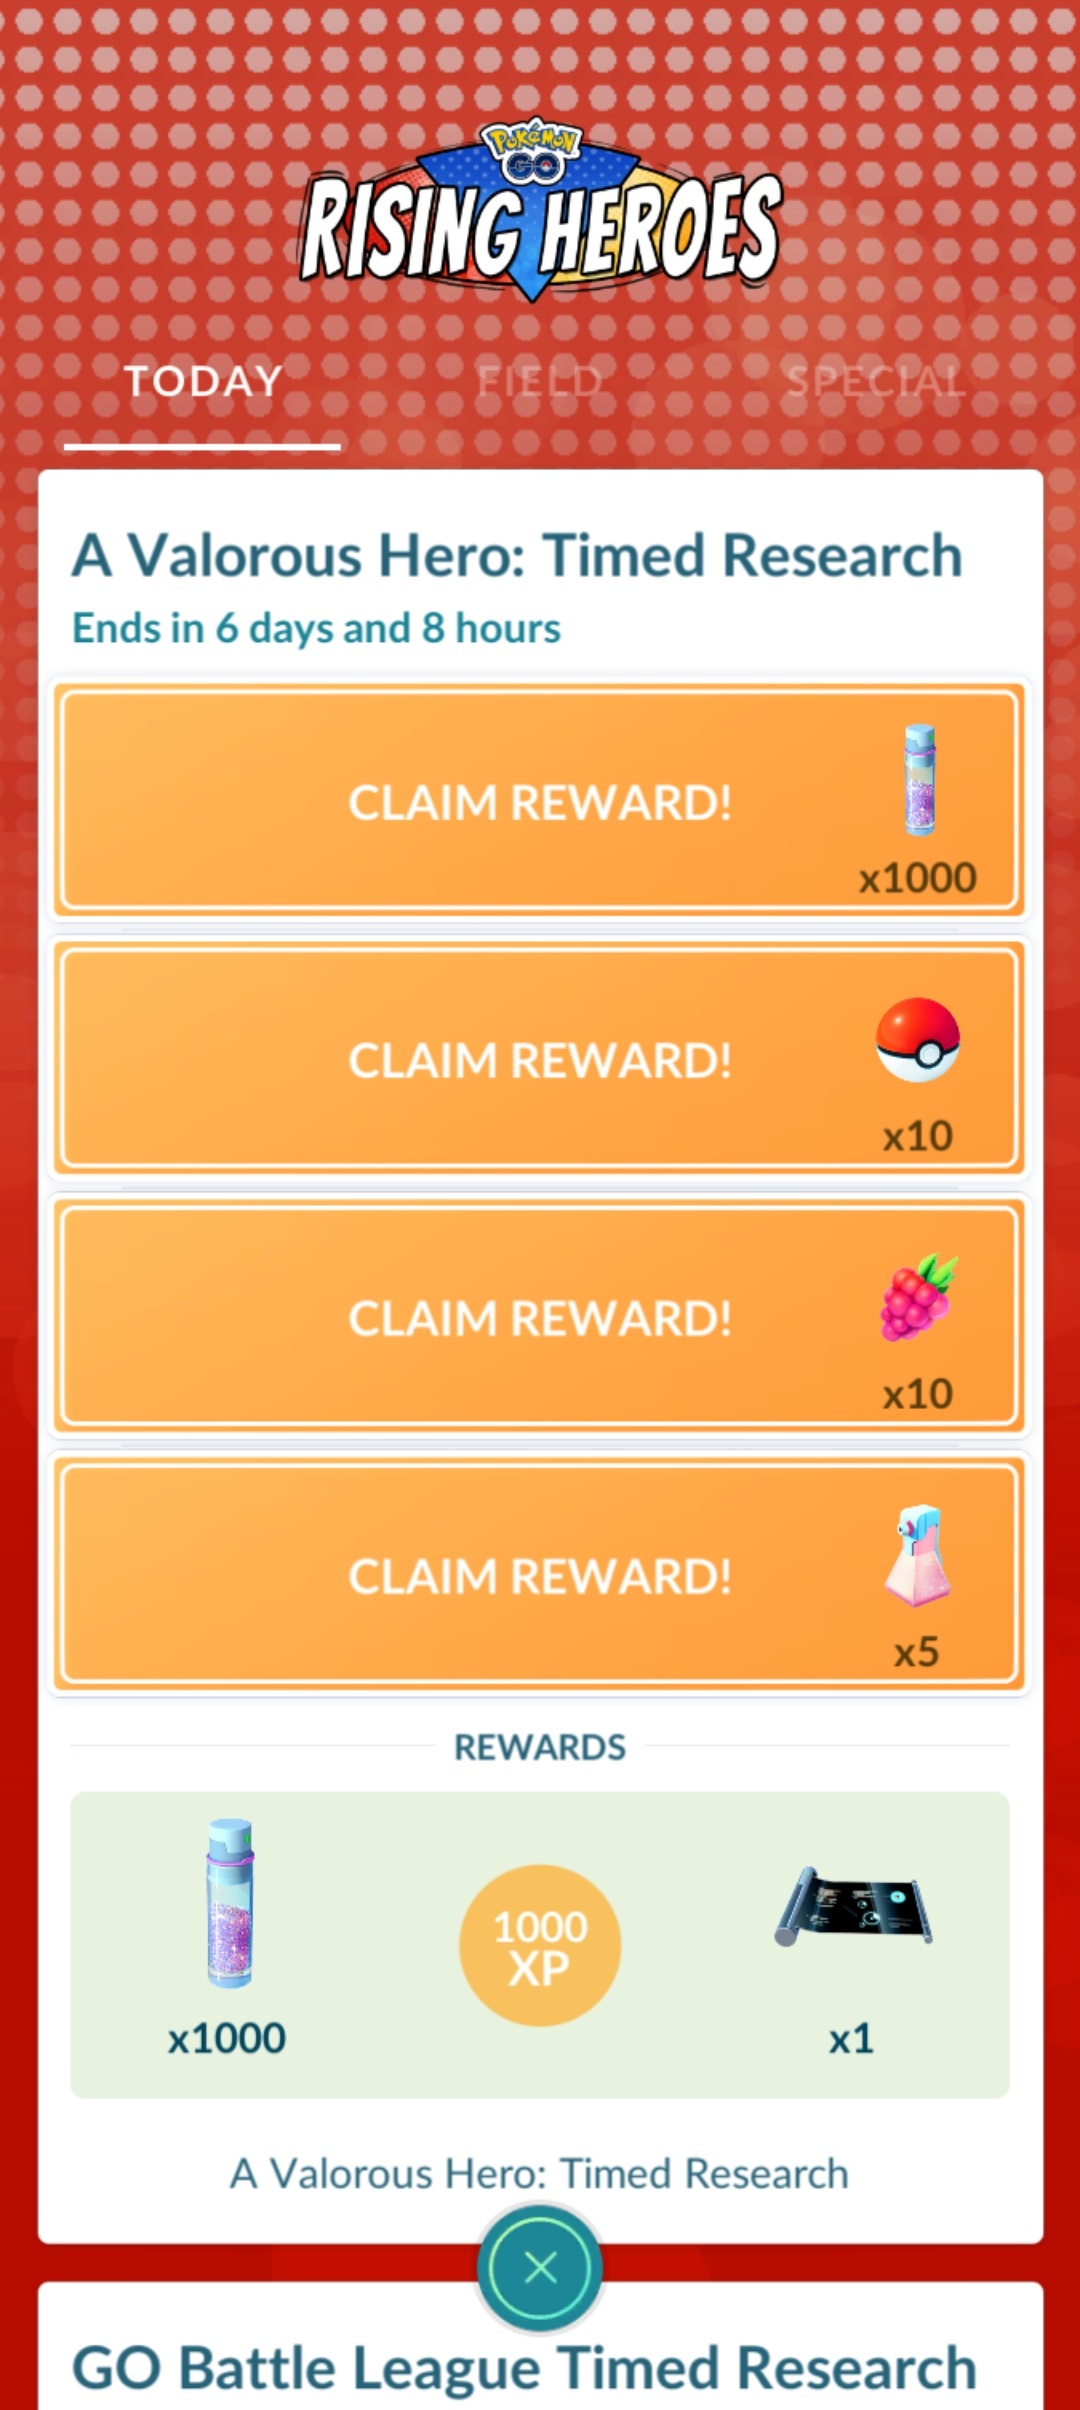 POKéMON
GO
RISING HEROES
TODAY
FIELD
SPECIAL
A Valorous Hero: Timed Research
Ends in 6 days and 8 hours
CLAIM REWARD!
x1000
CLAIM REWARD!
x10
CLAIM REWARD!
x10
CLAIM REWARD!
x5
REWARDS
x1000
1000
XP
x1
A Valorous Hero: Timed Research
GO Battle League Timed Research